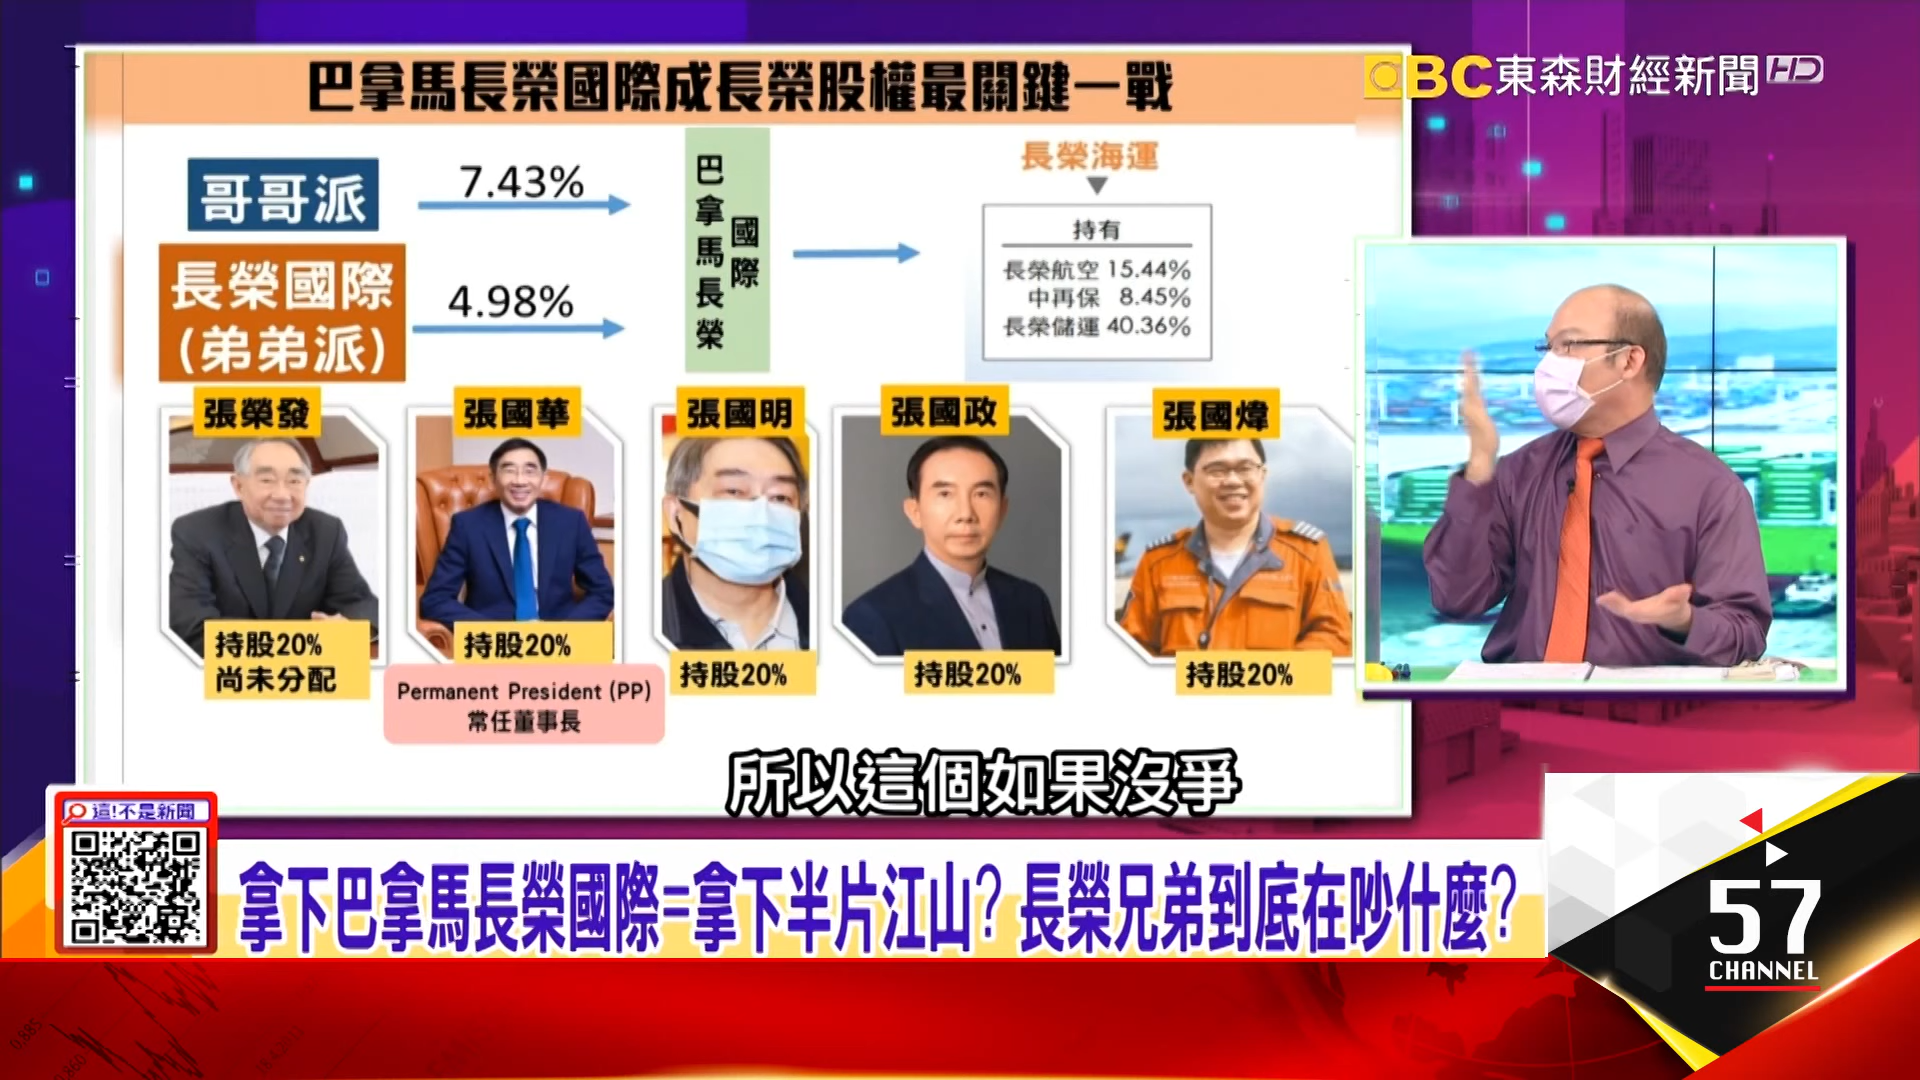 巴拿馬長榮國際成長榮股權最關鍵一戰
EBC東森財經新聞HD
哥哥派
7.43%
長榮國際
(弟弟派)
4.98%
巴拿馬長榮
國際
長榮海運
持有
長榮航空 15.44%
中再保 8.45%
長榮儲運 40.36%
張榮發
張國華
張國明
張國政
張國煒
持股20%
尚未分配
持股20%
Permanent President (PP)
常任董事長
持股20%
持股20%
持股20%
所以這個如果沒爭
這!不是新聞
拿下巴拿馬長榮國際=拿下半片江山? 長榮兄弟到底在吵什麼?
57
CHANNEL
0.885
0.860